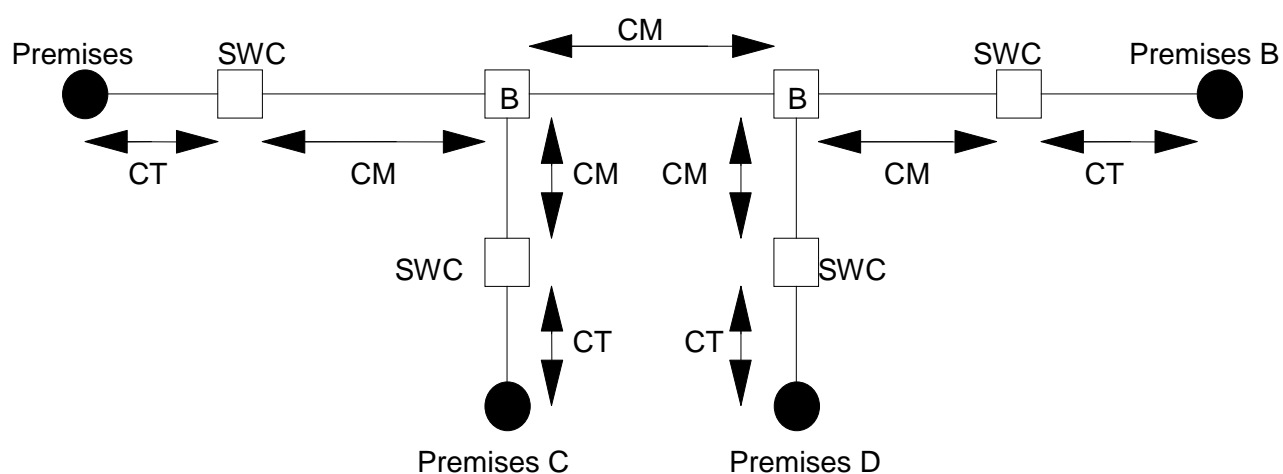 CM
Premises
SWC
SWC
Premises B
B
B
CT
CM
CM
CM
CM
CT
SWC
SWC
CT
CT
Premises C
Premises D